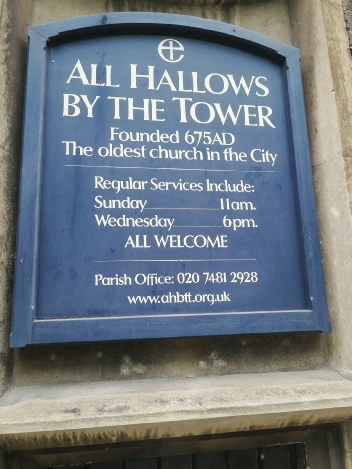 ALL HALLOWS
BY THE TOWER
Founded 675AD
The oldest church in the City
Regular Services Include:
Sunday 11am.
Wednesday 6pm.
ALL WELCOME
Parish Office: 020 7481 2928
www.ahbtt.org.uk